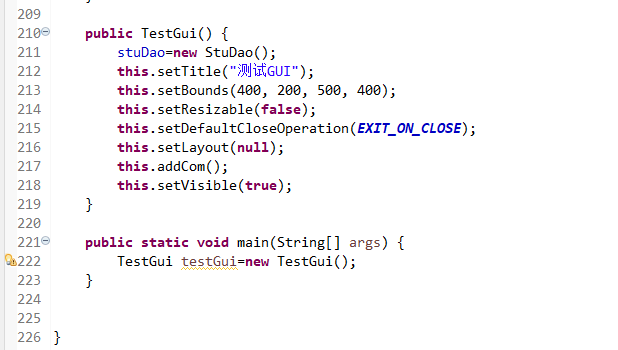 209
210 public TestGui() {
211 stuDao=new StuDao();
212 this.setTitle("测试GUI");
213 this.setBounds(400, 200, 500, 400);
214 this.setResizable(false);
215 this.setDefaultCloseOperation(EXIT_ON_CLOSE);
216 this.setLayout(null);
217 this.addCom();
218 this.setVisible(true);
219 }
220
221 public static void main(String[] args) {
222 TestGui testGui=new TestGui();
223 }
224
225
226 }